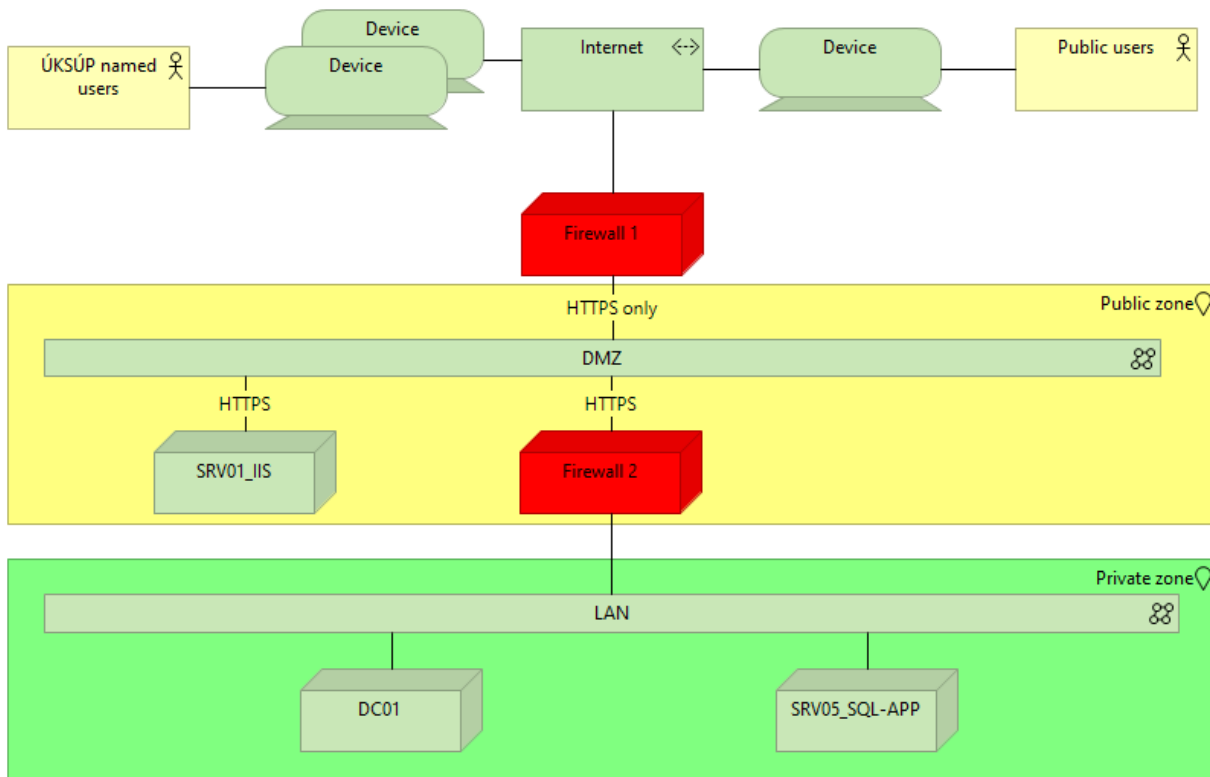 Device
ÚKSÚP named
users
Device
Internet
Device
Public users
Firewall 1
Public zone
HTTPS only
DMZ
HTTPS
HTTPS
SRV01_IIS
Firewall 2
Private zone
LAN
DC01
SRV05_SQL-APP